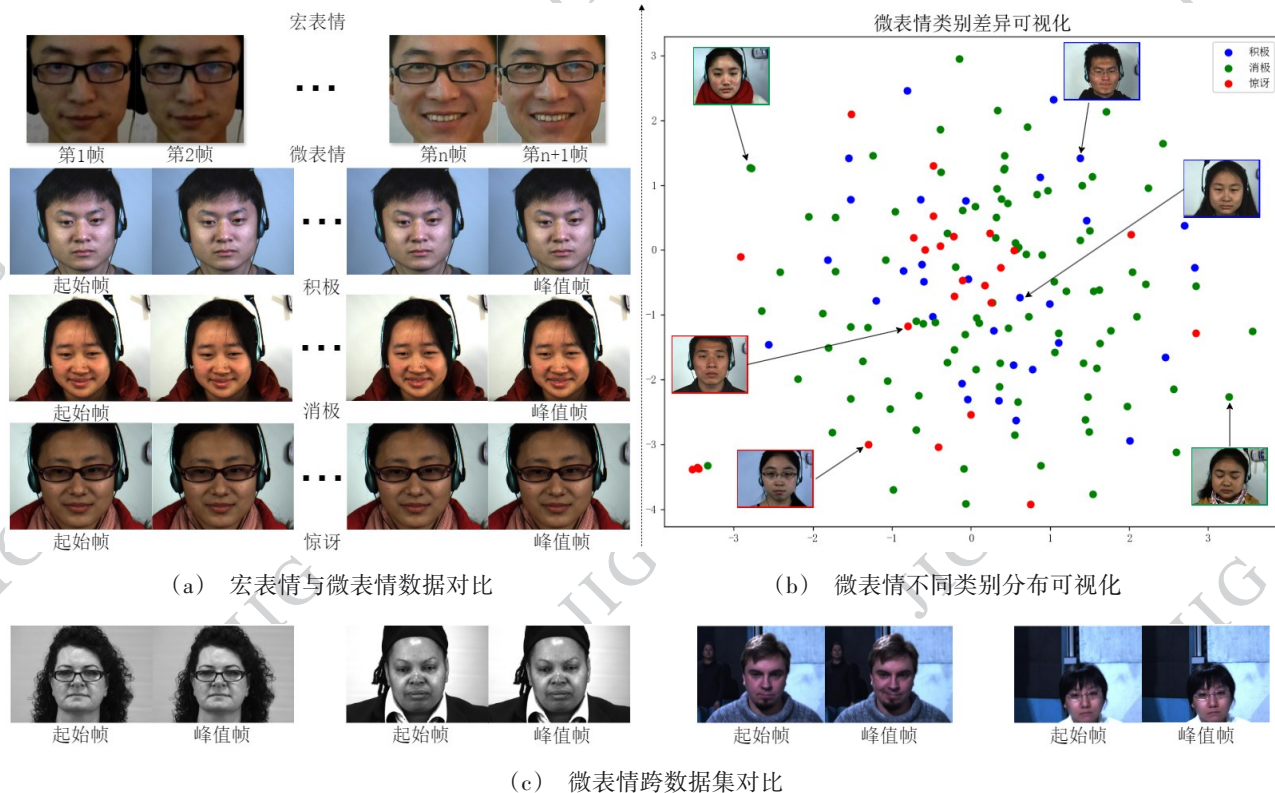 宏表情
第1帧 第2帧 第n帧 第n+1帧
微表情
起始帧 峰值帧
积极
起始帧 峰值帧
消极
起始帧 峰值帧
惊讶
(a) 宏表情与微表情数据对比
微表情类别差异可视化
积极
消极
惊讶
3
2
1
0
-1
-2
-3
-4
-3 -2 -1 0 1 2 3
(b) 微表情不同类别分布可视化
JIG JIG JIG JIG
起始帧 峰值帧 起始帧 峰值帧 起始帧 峰值帧 起始帧 峰值帧
(c) 微表情跨数据集对比